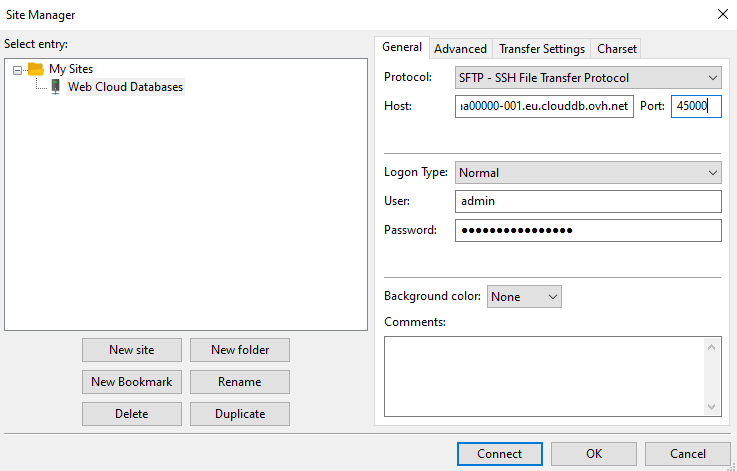 Site Manager
Select entry:
My Sites
Web Cloud Databases
New site
New folder
New Bookmark
Rename
Delete
Duplicate
General
Advanced
Transfer Settings
Charset
Protocol:
SFTP - SSH File Transfer Protocol
Host:
a00000-001.eu.clouddb.ovh.net
Port:
45000
Logon Type:
Normal
User:
admin
Password:
●●●●●●●●●●●●●●●●
Background color:
None
Comments:
Connect
OK
Cancel